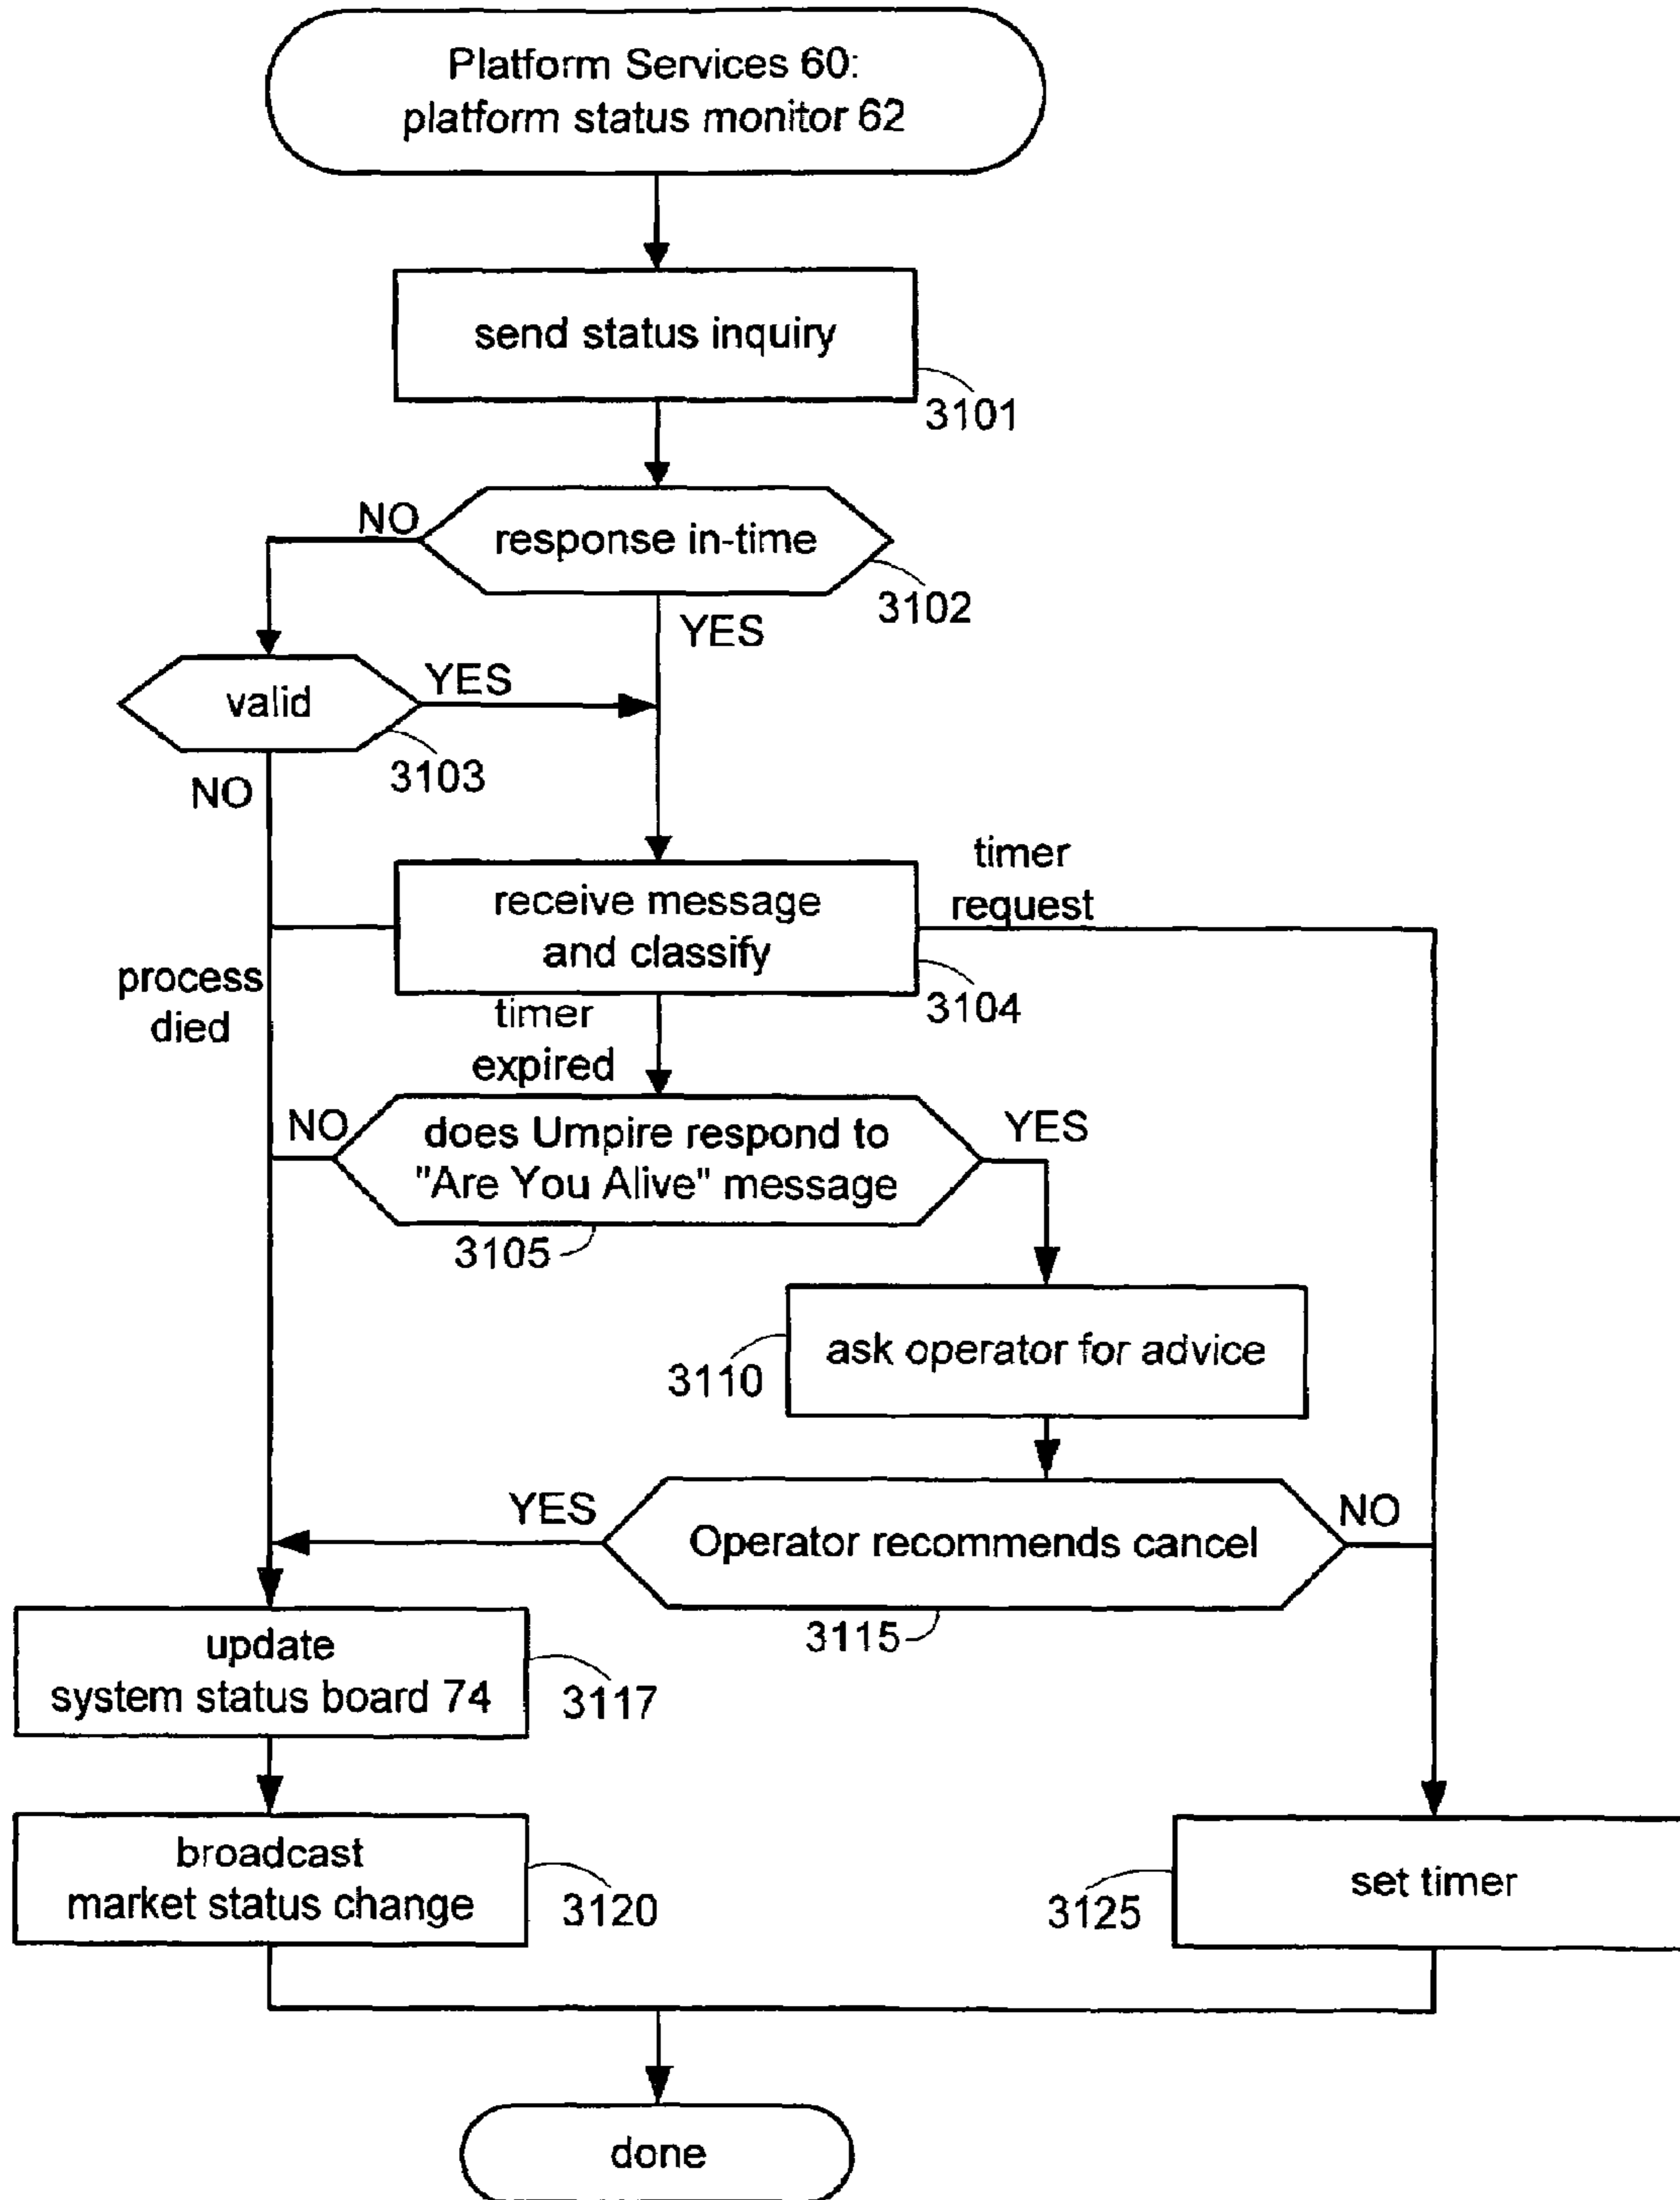 Platform Services 60:
platform status monitor 62
send status inquiry
3101
NO
response in-time
3102
YES
valid
YES
3103
NO
timer
request
receive message
and classify
3104
process
died
timer
expired
NO
does Umpire respond to
"Are You Alive" message
YES
3105
ask operator for advice
3110
YES
Operator recommends cancel
NO
3115
update
system status board 74
3117
broadcast
market status change
3120
set timer
3125
done